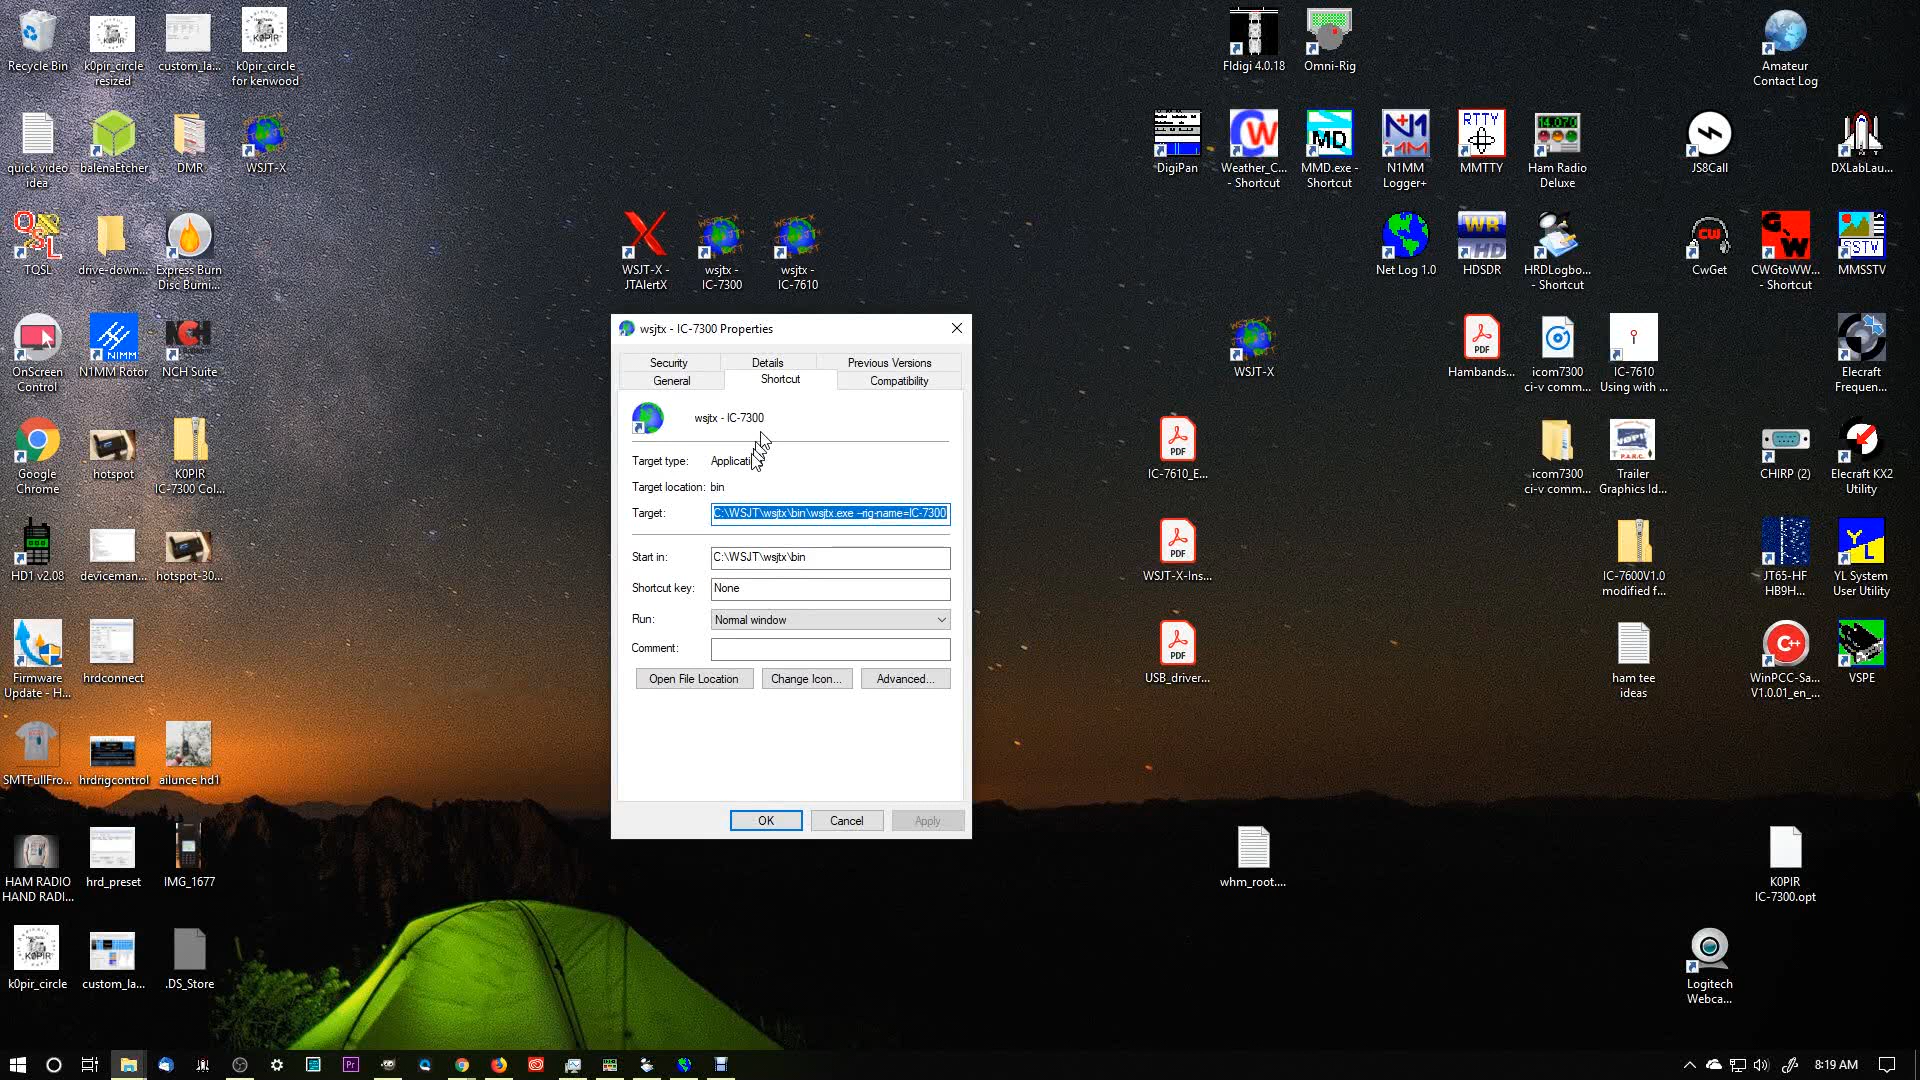 Recycle Bin
k0pir_circle
resized
custom_la...
k0pir_circle
for kenwood
quick video
idea
balenaEtcher
DMR
WSJT-X
TQSL
drive-down...
Express Burn
Disc Burni...
OnScreen
Control
N1MM Rotor
NCH Suite
Google
Chrome
hotspot
K0PIR
IC-7300 Col...
HD1 v2.08
deviceman...
hotspot-30...
Firmware
Update - H...
hrdconnect
SMTFullFro...
hrdrigcontrol
ailunce hd1
HAM RADIO
HAND RADI...
hrd_preset
IMG_1677
k0pir_circle
custom_la...
.DS_Store
WSJT-X -
JTAlertX
wsjtx -
IC-7300
wsjtx -
IC-7610
wsjtx - IC-7300 Properties
Security
Details
Previous Versions
General
Shortcut
Compatibility
wsjtx - IC-7300
Target type:
Target location:
bin
Target:
C:\WSJT\wsjtx\bin\wsjtx.exe --rig-name=IC-7300
Start in:
C:\WSJT\wsjtx\bin
Shortcut key:
None
Run:
Normal window
Comment:
Open File Location
Change Icon...
Advanced...
OK
Cancel
Apply
Fldigi 4.0.18
Omni-Rig
Amateur
Contact Log
DigiPan
Weather_C...
- Shortcut
MMD.exe -
Shortcut
N1MM
Logger+
MMTTY
Ham Radio
Deluxe
JS8Call
DXLabLau...
Net Log 1.0
HDSDR
HRDLogbo...
- Shortcut
CwGet
CWGtoWW...
- Shortcut
MMSSTV
WSJT-X
Hambands...
icom7300
ci-v comm...
IC-7610
Using with ...
Elecraft
Frequen...
IC-7610_E...
icom7300
ci-v comm...
Trailer
Graphics Id...
CHIRP (2)
Elecraft KX2
Utility
WSJT-X-Ins...
IC-7600V1.0
modified f...
JT65-HF
HB9H...
YL System
User Utility
USB_driver...
ham tee
ideas
WinPCC-Sa...
V1.0.01_en_...
VSPE
whm_root....
K0PIR
IC-7300.opt
Logitech
Webca...
8:19 AM